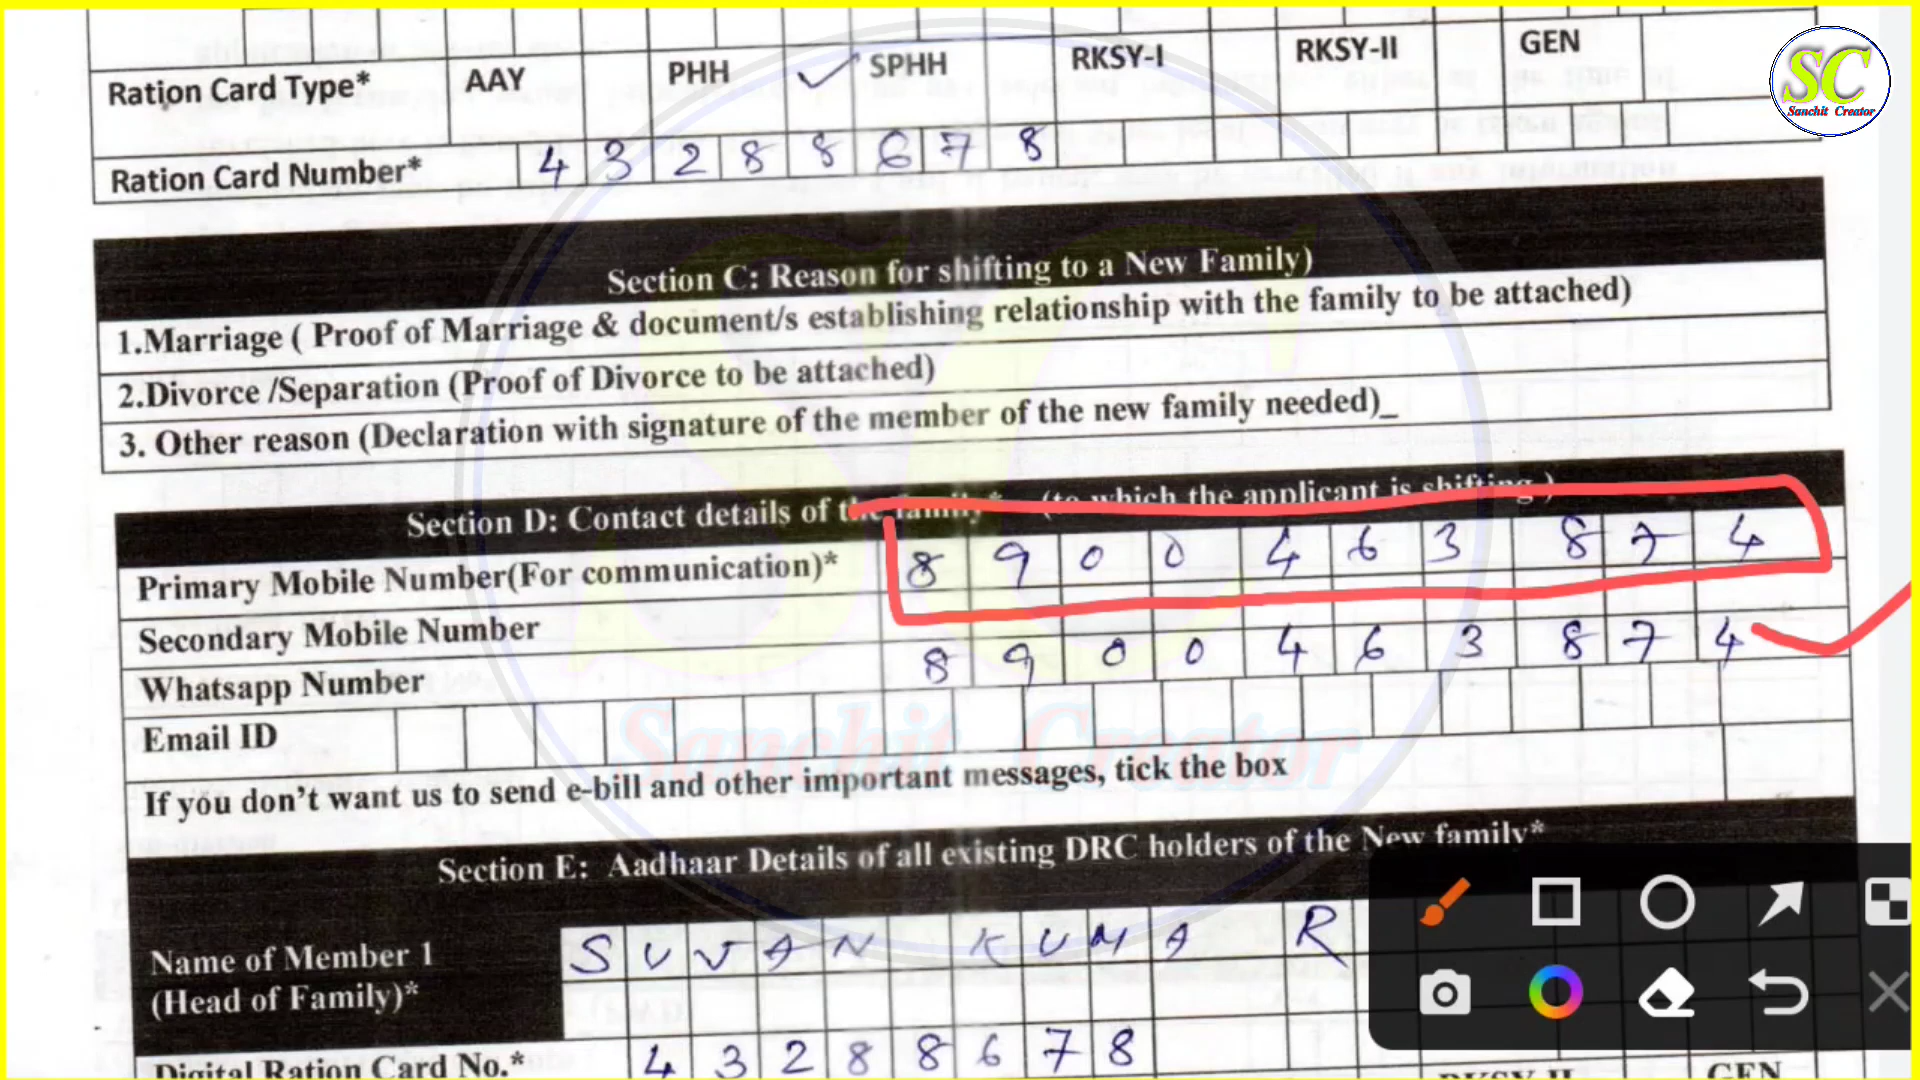 Ration Card Type* AAY PHH ✓ SPHH RKSY-I RKSY-II GEN
SC
Sanchit Creator
Ration Card Number* 4 3 2 8 8 6 7 8
Section C: Reason for shifting to a New Family)
1.Marriage ( Proof of Marriage & document/s establishing relationship with the family to be attached)
2.Divorce /Separation (Proof of Divorce to be attached)
3. Other reason (Declaration with signature of the member of the new family needed)_
Section D: Contact details of the family* (to which the applicant is shifting )
Primary Mobile Number(For communication)* 8 9 0 0 4 6 3 8 7 4
Secondary Mobile Number
Whatsapp Number 8 9 0 0 4 6 3 8 7 4
Email ID
Sanchit Creator
If you don't want us to send e-bill and other important messages, tick the box
Section E: Aadhaar Details of all existing DRC holders of the New family*
Name of Member 1 S U V A N K U M A R
(Head of Family)*
Digital Ration Card No.* 4 3 2 8 8 6 7 8
RKSY-II GEN